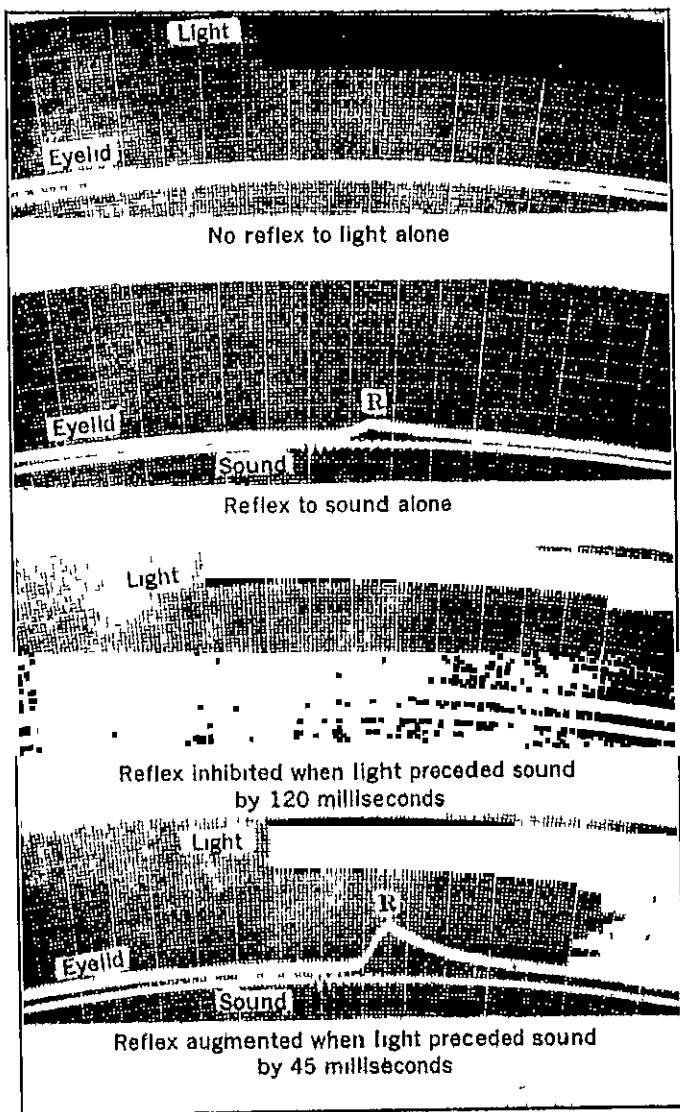 Light
Eyelid
No reflex to light alone
R
Eyelid
Sound
Reflex to sound alone
Light
Reflex inhibited when light preceded sound
by 120 milliseconds
Light
R
Eyelid
Sound
Reflex augmented when light preceded sound
by 45 milliseconds